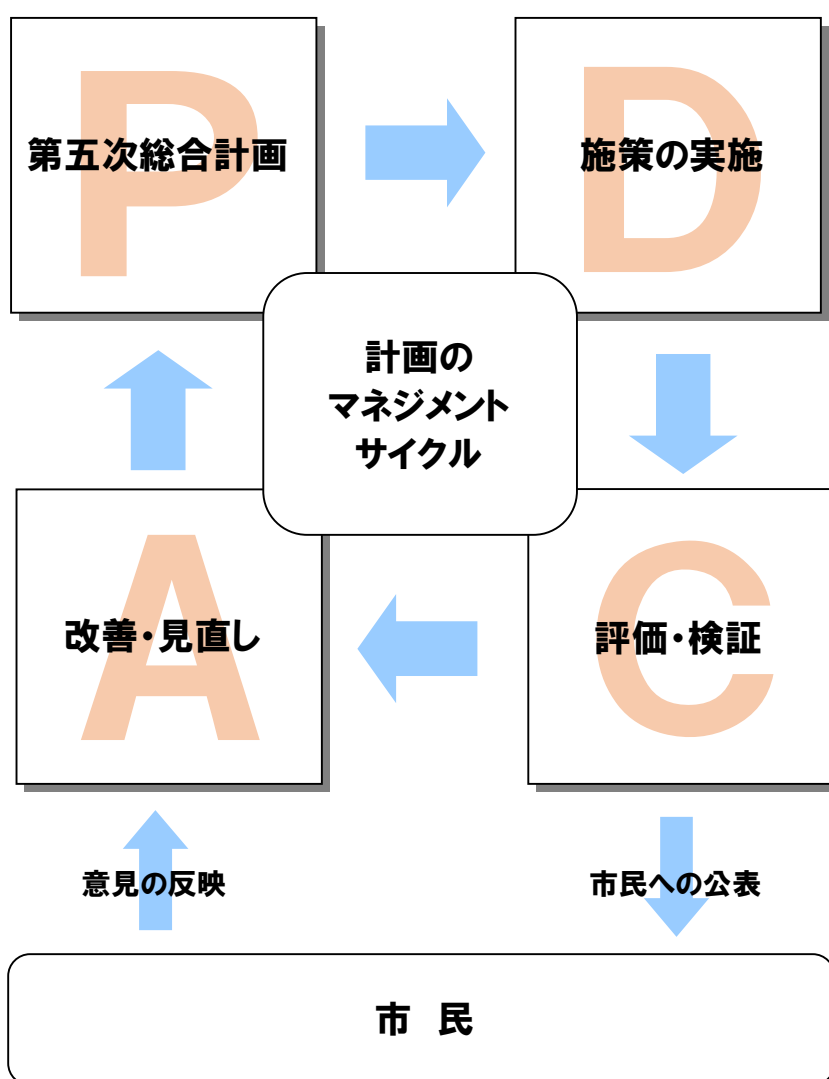 P
第五次総合計画
D
施策の実施
計画の
マネジメント
サイクル
A
改善・見直し
C
評価・検証
意見の反映
市民への公表
市 民